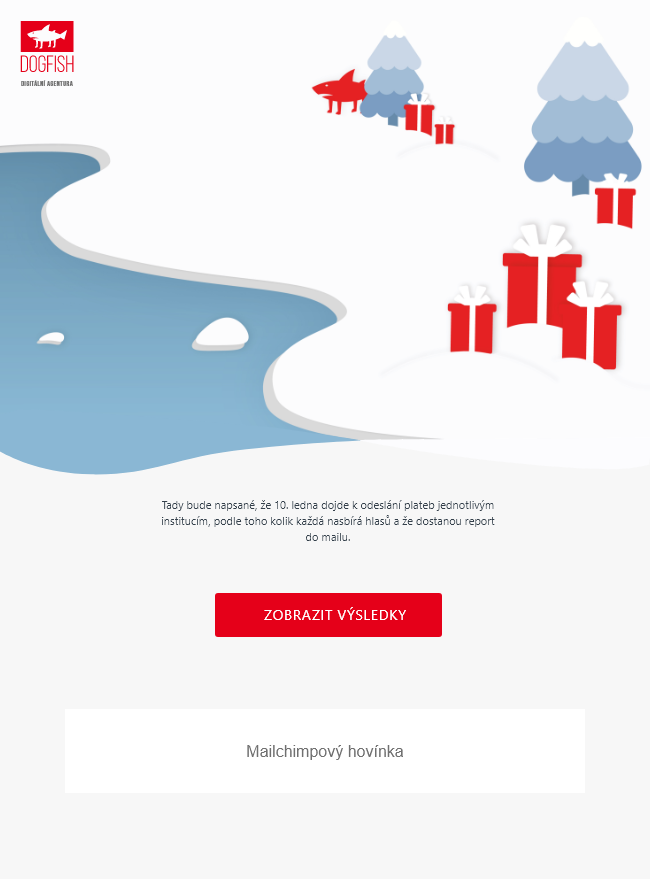 DOGFISH
DIGITÁLNÍ AGENTURA
Tady bude napsané, že 10. ledna dojde k odeslání plateb jednotlivým
institucím, podle toho kolik každá nasbírá hlasů a že dostanou report
do mailu.
ZOBRAZIT VÝSLEDKY
Mailchimpový hovínka